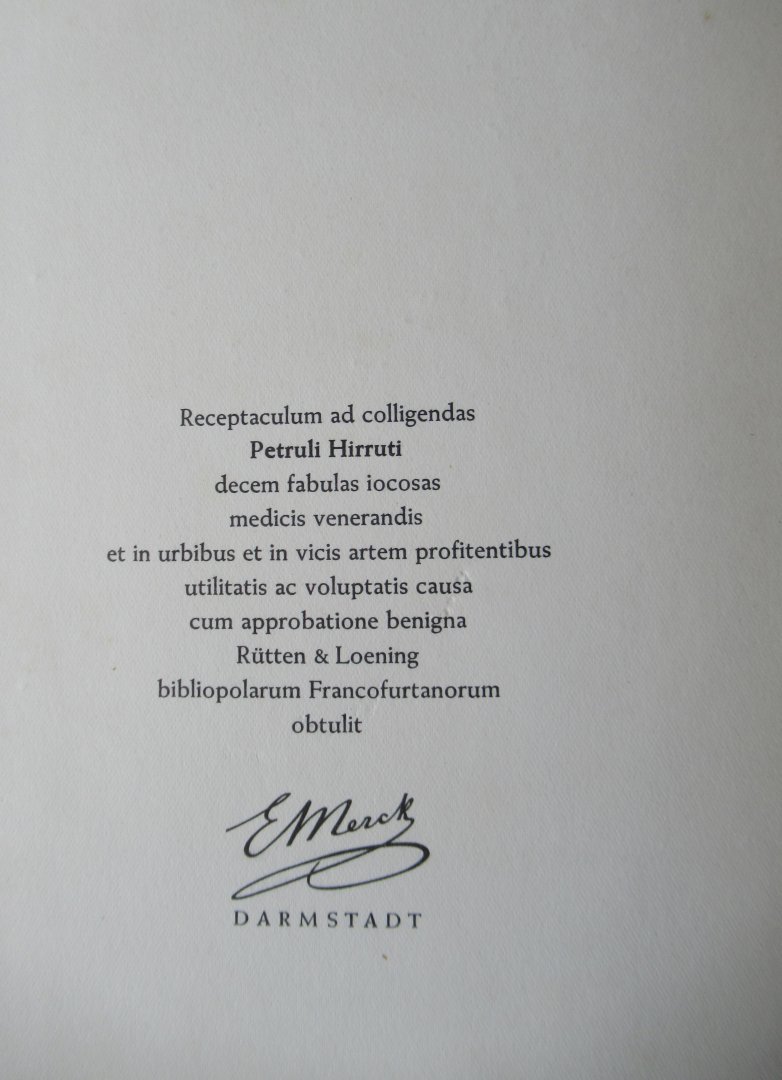 Receptaculum ad colligendas
Petruli Hirruti
decem fabulas iocosas
medicis venerandis
et in urbibus et in vicis artem profitentibus
utilitatis ac voluptatis causa
cum approbatione benigna
Rütten & Loening
bibliopolarum Francofurtanorum
obtulit
E Merck
DARMSTADT